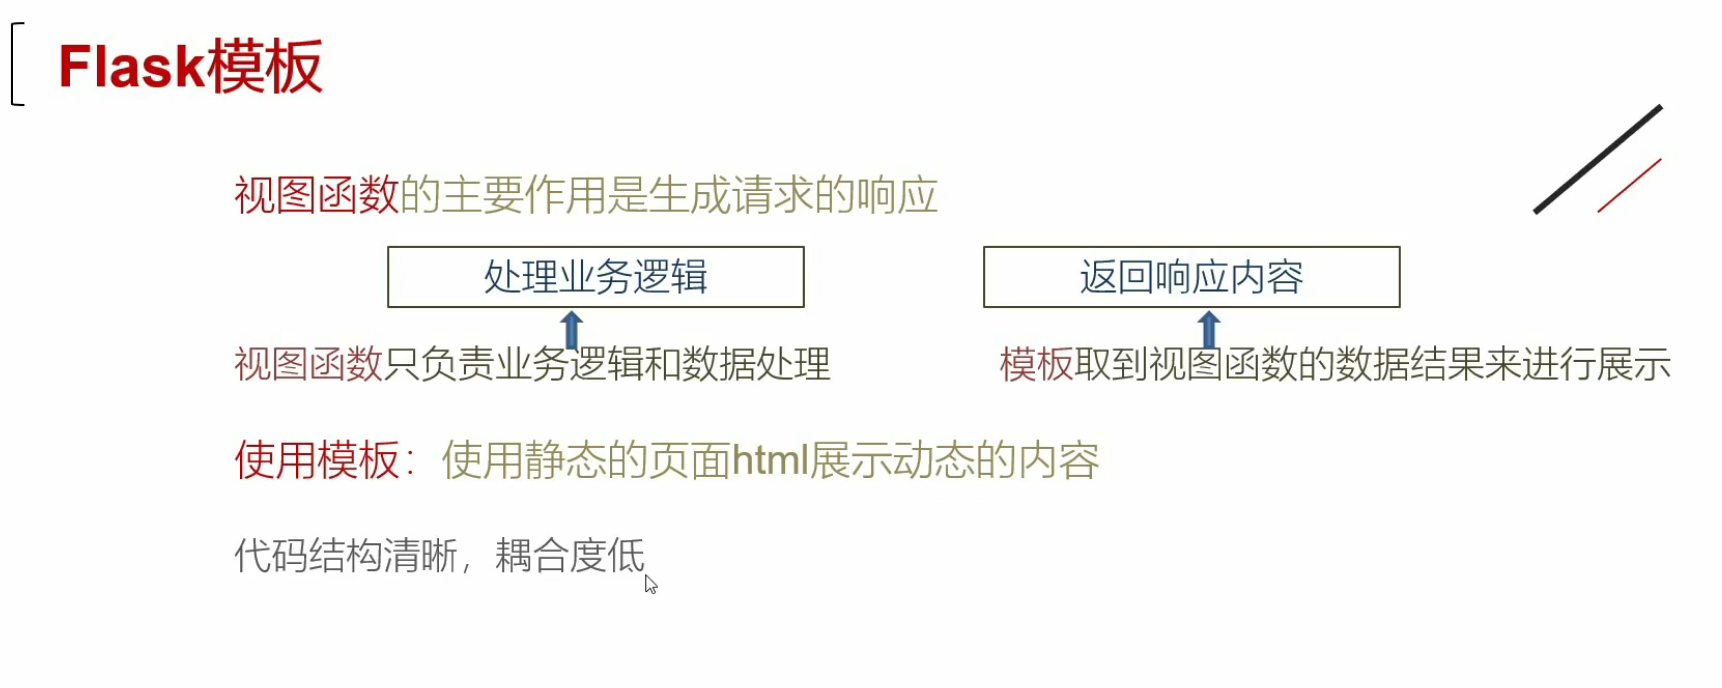 Flask模板
视图函数的主要作用是生成请求的响应
处理业务逻辑
返回响应内容
视图函数只负责业务逻辑和数据处理
模板取到视图函数的数据结果来进行展示
使用模板：使用静态的页面html展示动态的内容
代码结构清晰，耦合度低